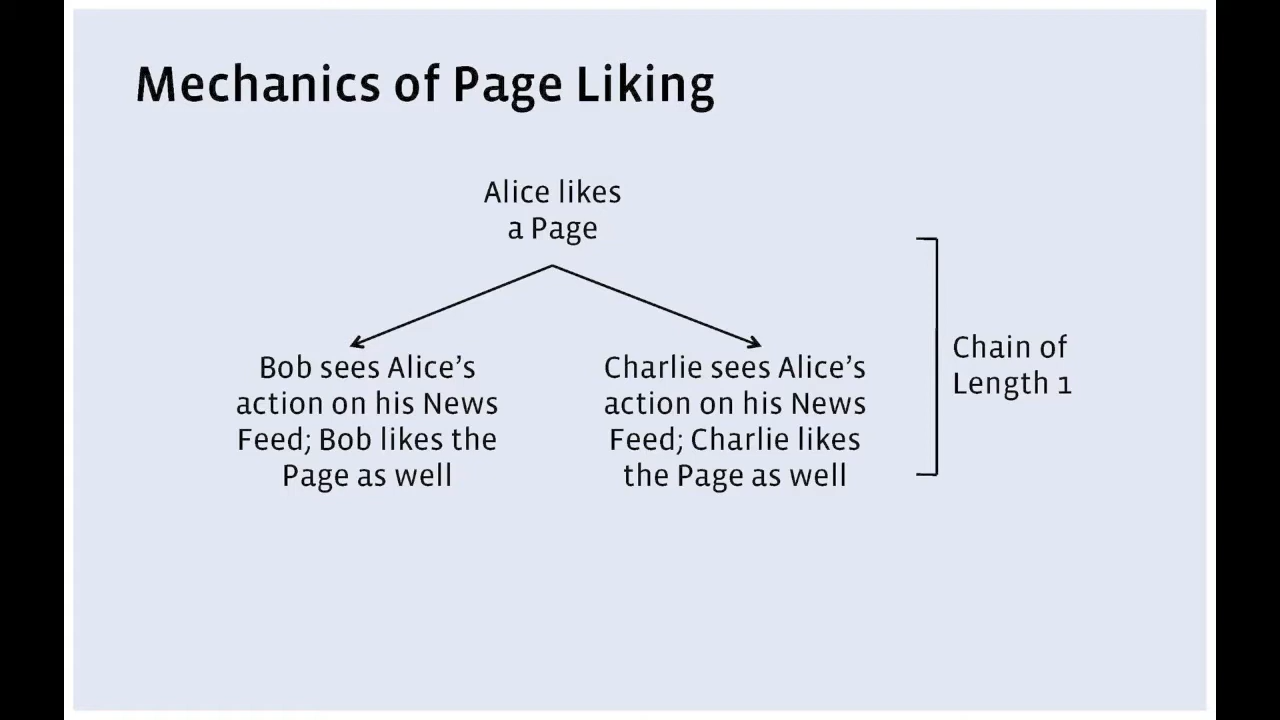 Mechanics of Page Liking
Alice likes
a Page
Bob sees Alice’s
action on his News
Feed; Bob likes the
Page as well
Charlie sees Alice’s
action on his News
Feed; Charlie likes
the Page as well
Chain of
Length 1